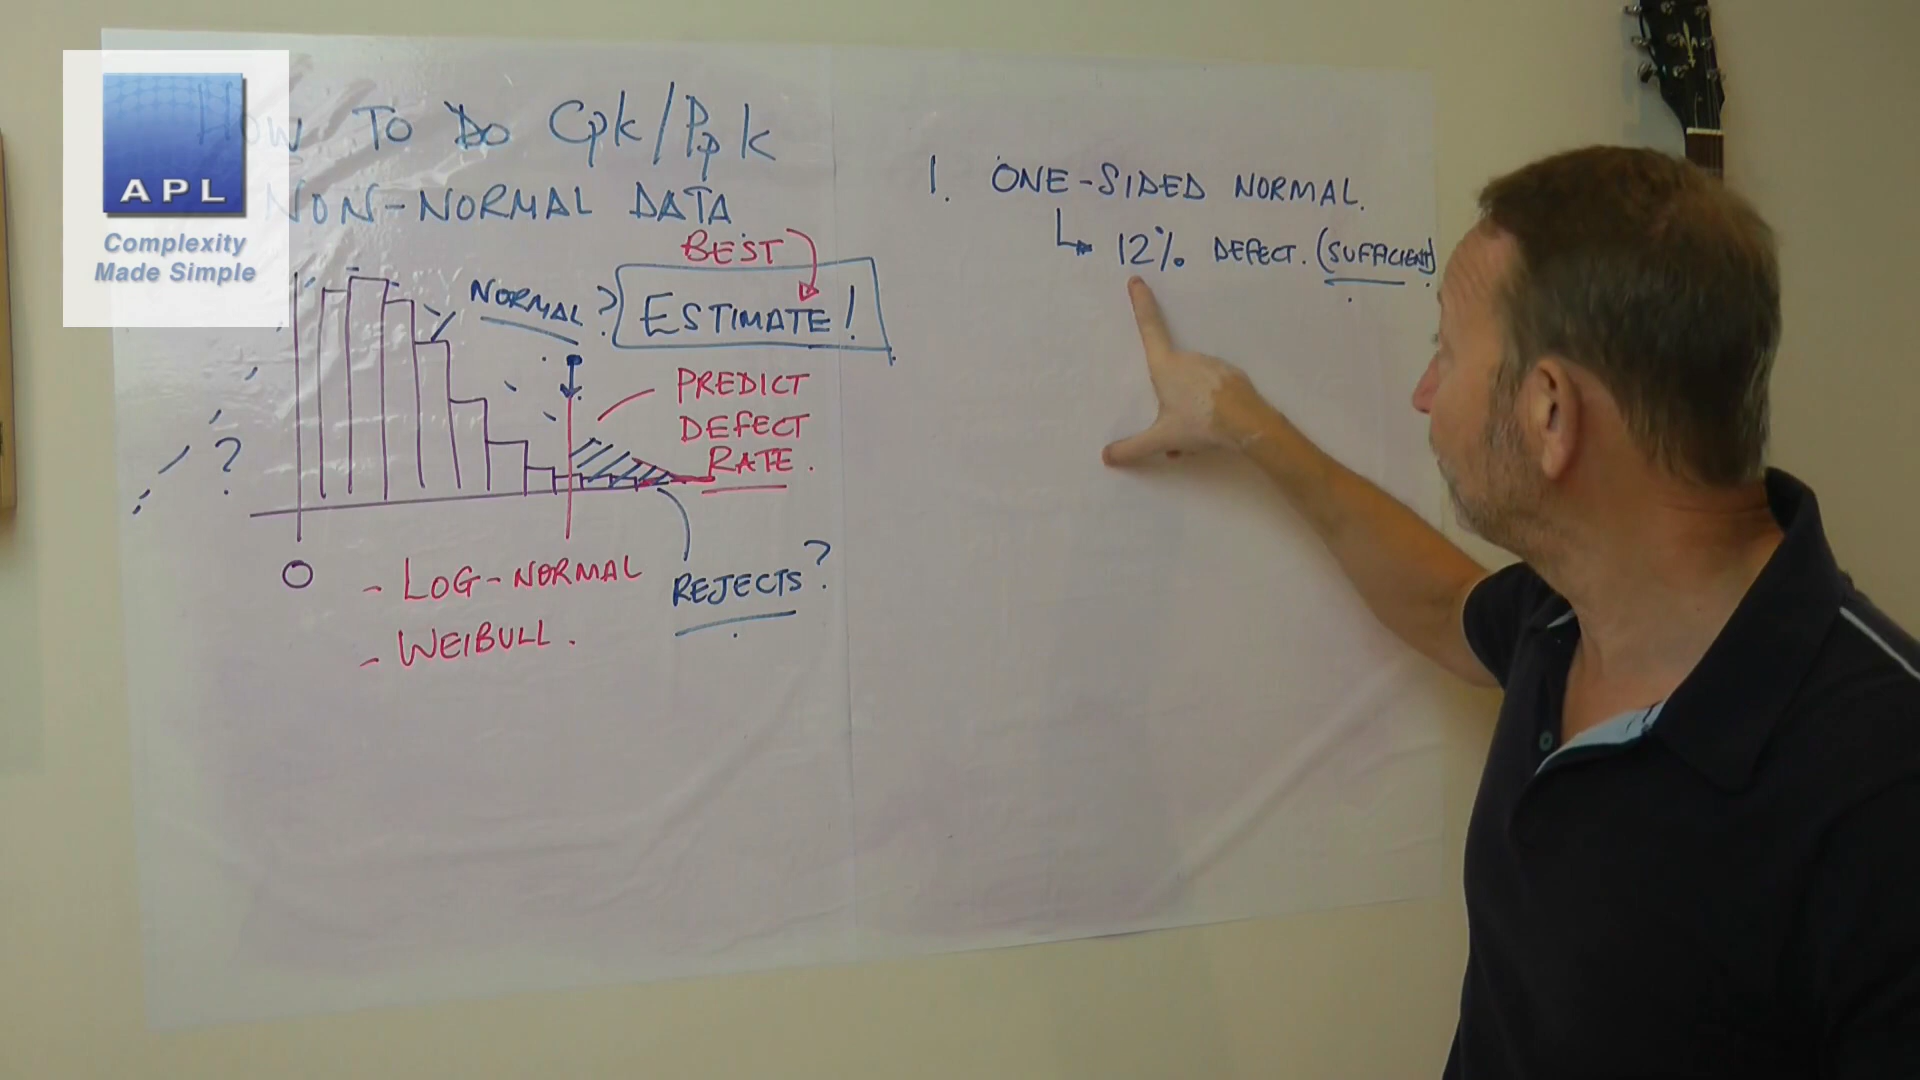 APL
Complexity
Made Simple
HOW TO DO Cpk/Ppk
NON-NORMAL DATA
BEST
NORMAL?
ESTIMATE!
PREDICT
DEFECT
RATE.
?
O
- LOG-NORMAL
- WEIBULL.
REJECTS?
1. ONE-SIDED NORMAL.
12% DEFECT. (SUFFICIENT)